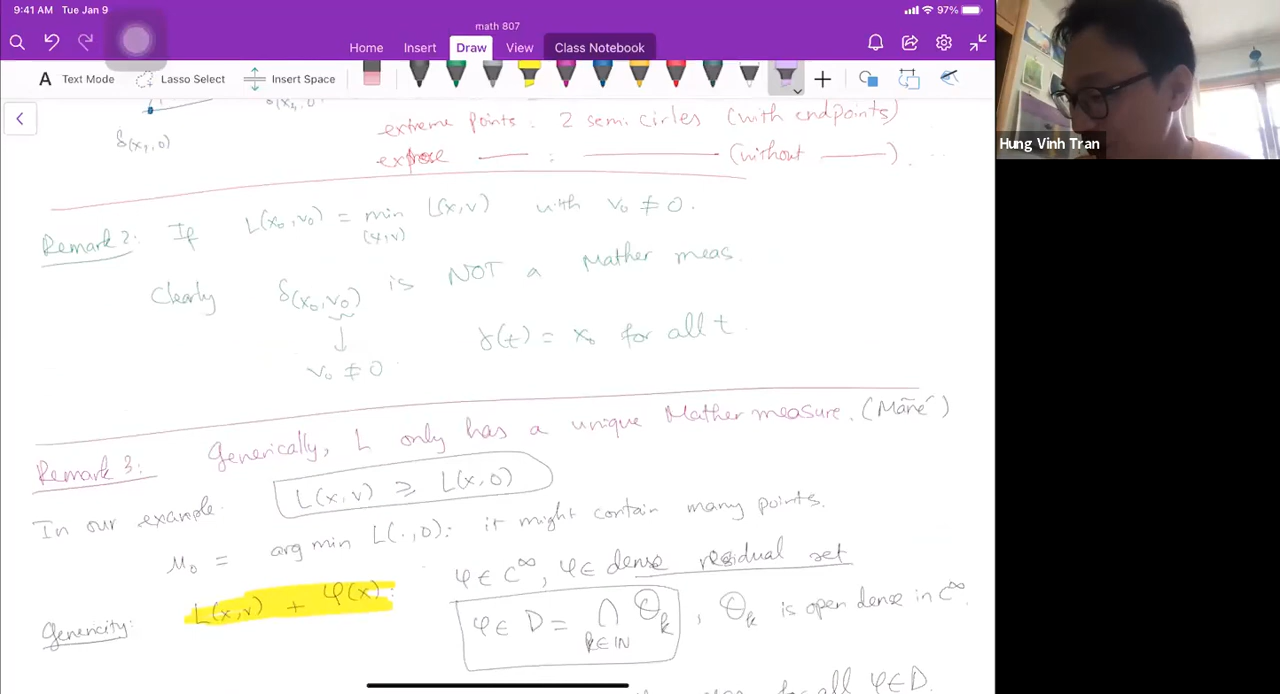 9:41 AM Tue Jan 9
97%
math 807
Home Insert Draw View Class Notebook
A Text Mode Lasso Select Insert Space
Hung Vinh Tran
δ(x₁,0)
extreme points : 2 semi cirles (with endpoints)
expose —— : —————— (without ———).
Remark 2: If L(x₀,v₀) = min L(x,v) with v₀ ≠ 0.
(x,v)
Clearly δ(x₀,v₀) is NOT a Mather meas.
↓
v₀ ≠ 0 γ(t) = x₀ for all t
Remark 3: Generically, L only has a unique Mather measure. (Mañé)
In our example. L(x,v) ⩾ L(x,0)
M₀ = arg min L(·,0): it might contain many points.
Genericity: L(x,v) + φ(x): φ ∈ C^∞, φ ∈ dense residual set
φ ∈ D = ⋂ O_k, O_k is open dense in C^∞.
k∈IN
for all φ∈D.